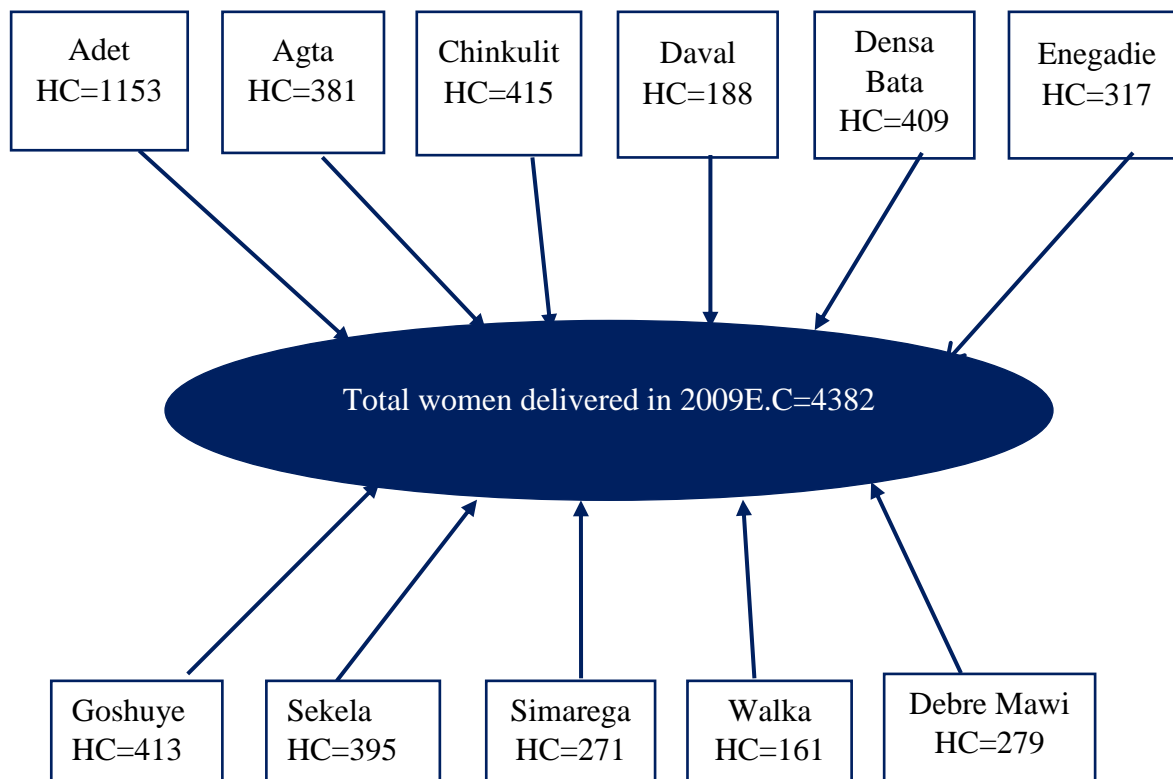 Adet
HC=1153
Agta
HC=381
Chinkulit
HC=415
Daval
HC=188
Densa
Bata
HC=409
Enegadie
HC=317
Total women delivered in 2009E.C=4382
Goshuye
HC=413
Sekela
HC=395
Simarega
HC=271
Walka
HC=161
Debre Mawi
HC=279